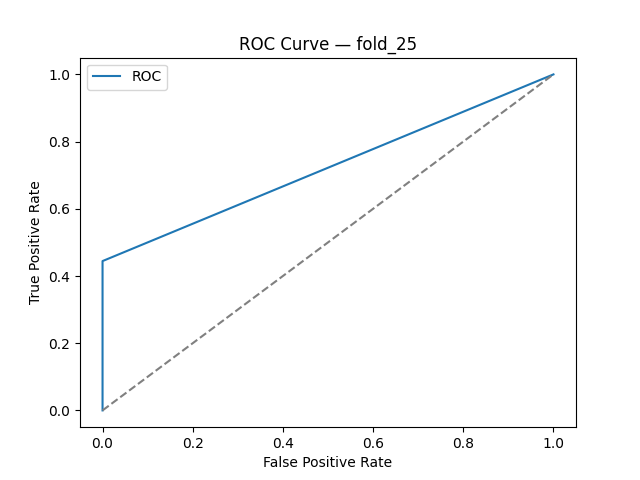 ROC Curve — fold_25
ROC
1.0
0.8
0.6
0.4
0.2
0.0
True Positive Rate
0.0 0.2 0.4 0.6 0.8 1.0
False Positive Rate